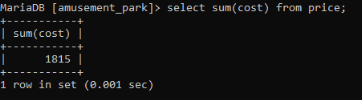 MariaDB [amusement_park]> select sum(cost) from price;
+-----------+
| sum(cost) |
+-----------+
|      1815 |
+-----------+
1 row in set (0.001 sec)